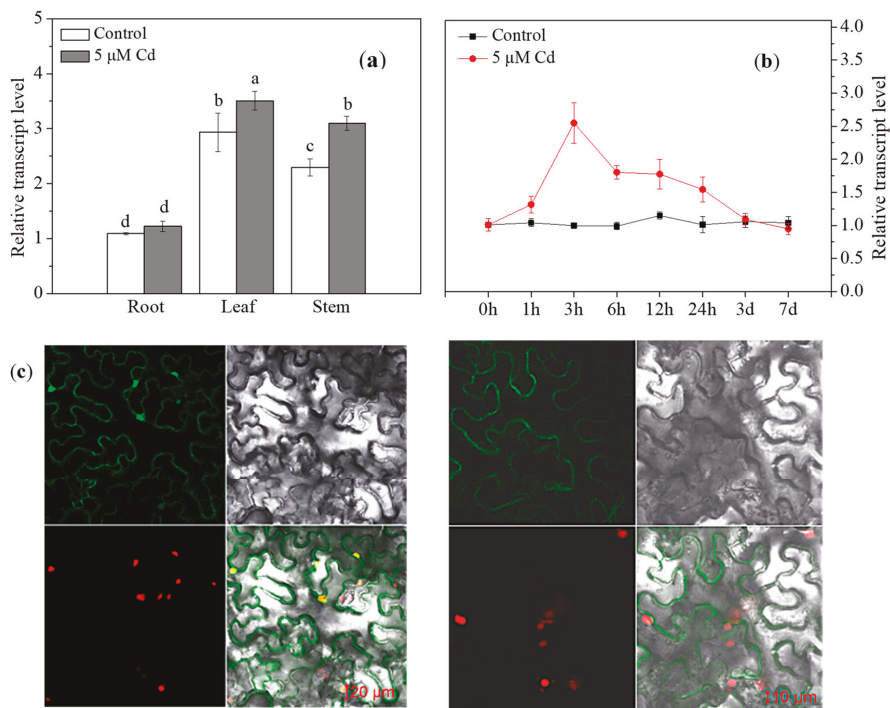 5
4
3
2
1
0
Relative transcript level
Control
5 μM Cd
(a)
d
d
b
a
c
b
Root
Leaf
Stem
Control
5 μM Cd
(b)
4.0
3.5
3.0
2.5
2.0
1.5
1.0
0.5
0.0
Relative transcript level
0h
1h
3h
6h
12h
24h
3d
7d
(c)
20 μm
10 μm